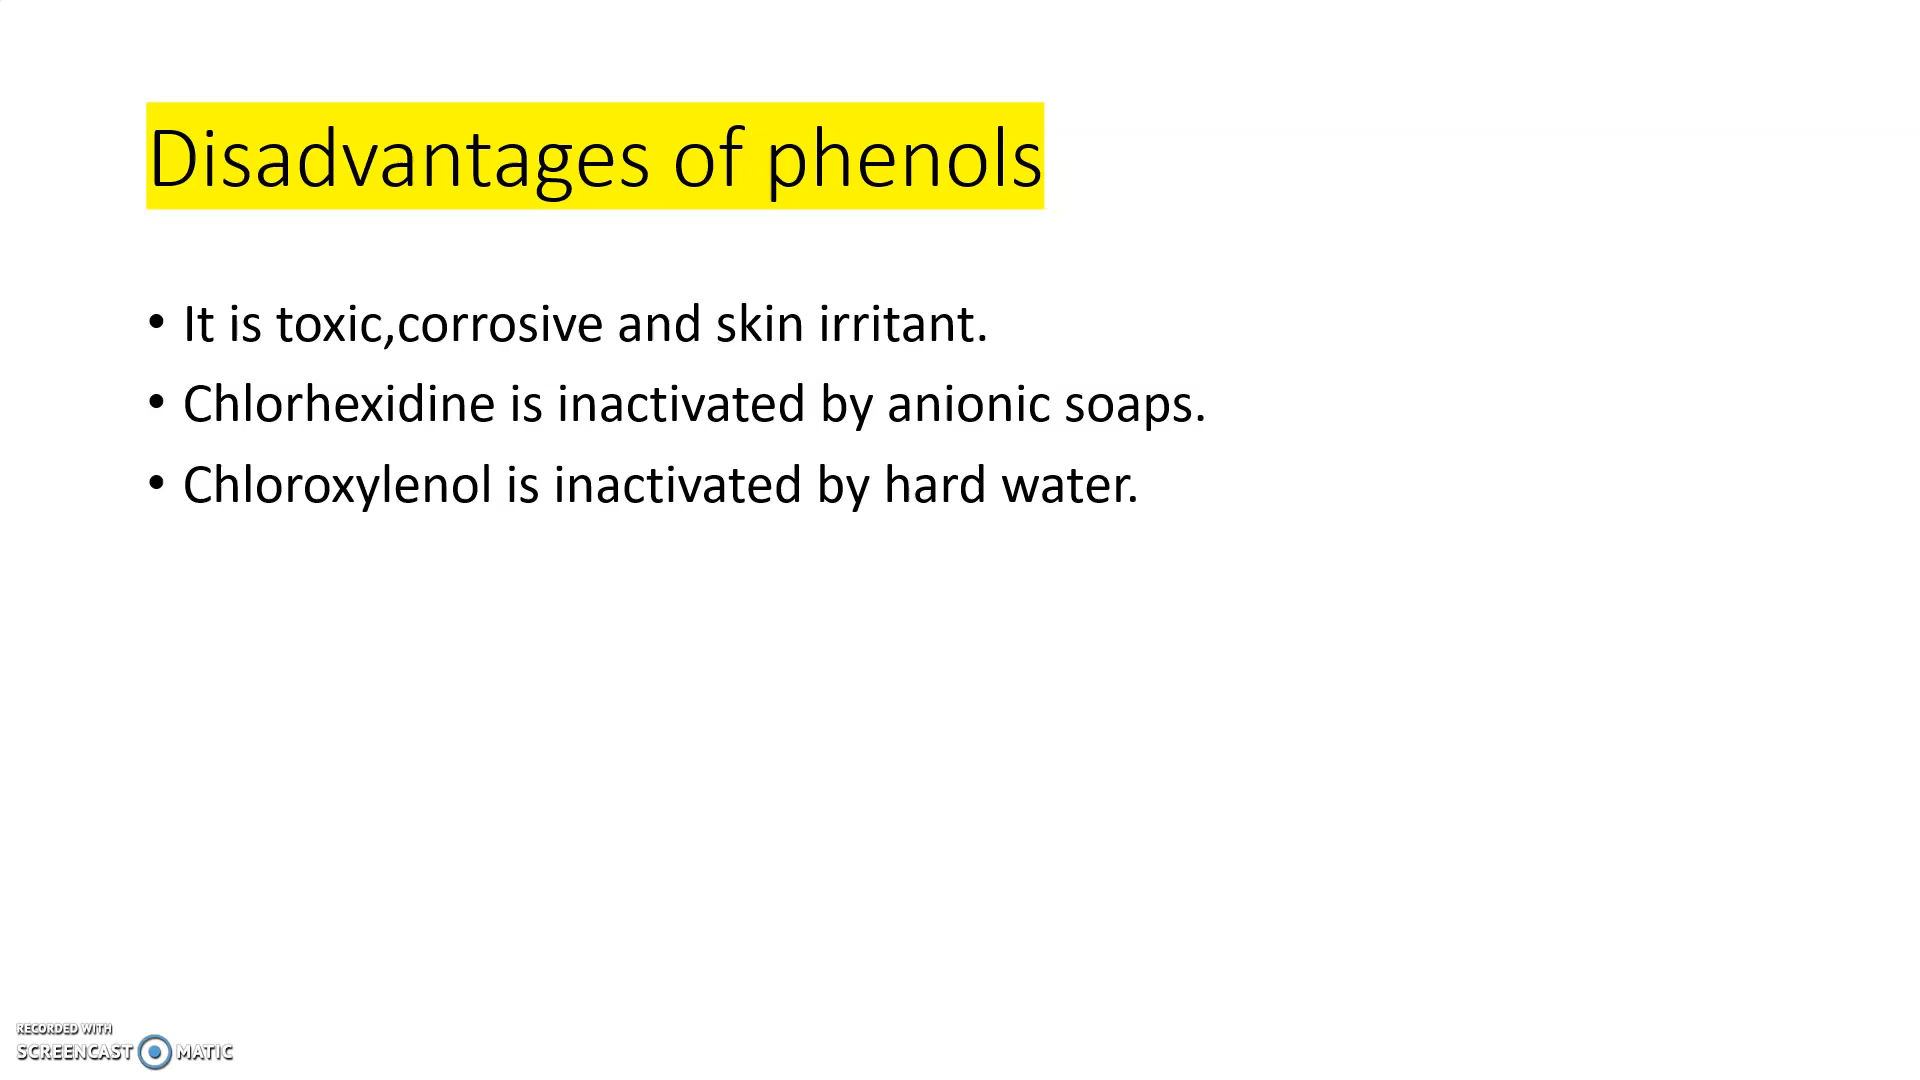 Disadvantages of phenols
• It is toxic,corrosive and skin irritant.
• Chlorhexidine is inactivated by anionic soaps.
• Chloroxylenol is inactivated by hard water.
RECORDED WITH
SCREENCAST MATIC